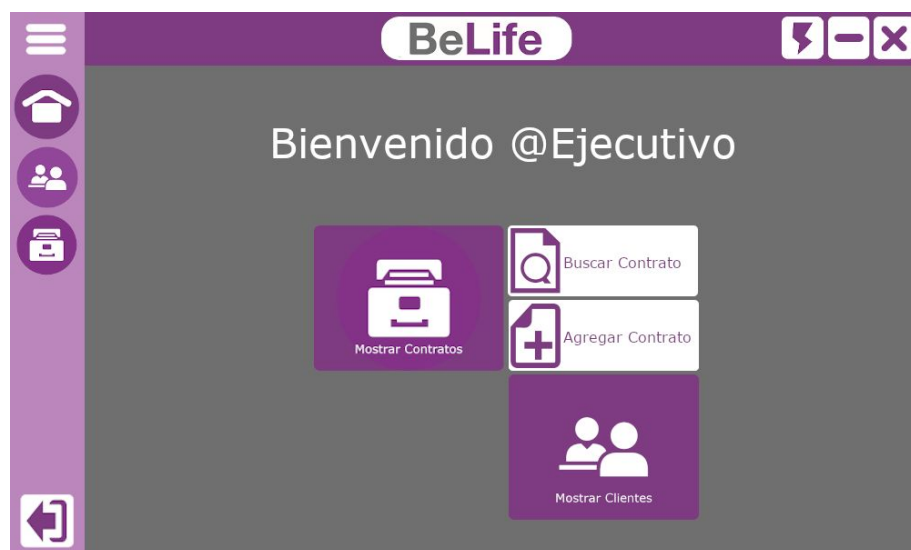 BeLife
Bienvenido @Ejecutivo
Mostrar Contratos
Buscar Contrato
Agregar Contrato
Mostrar Clientes